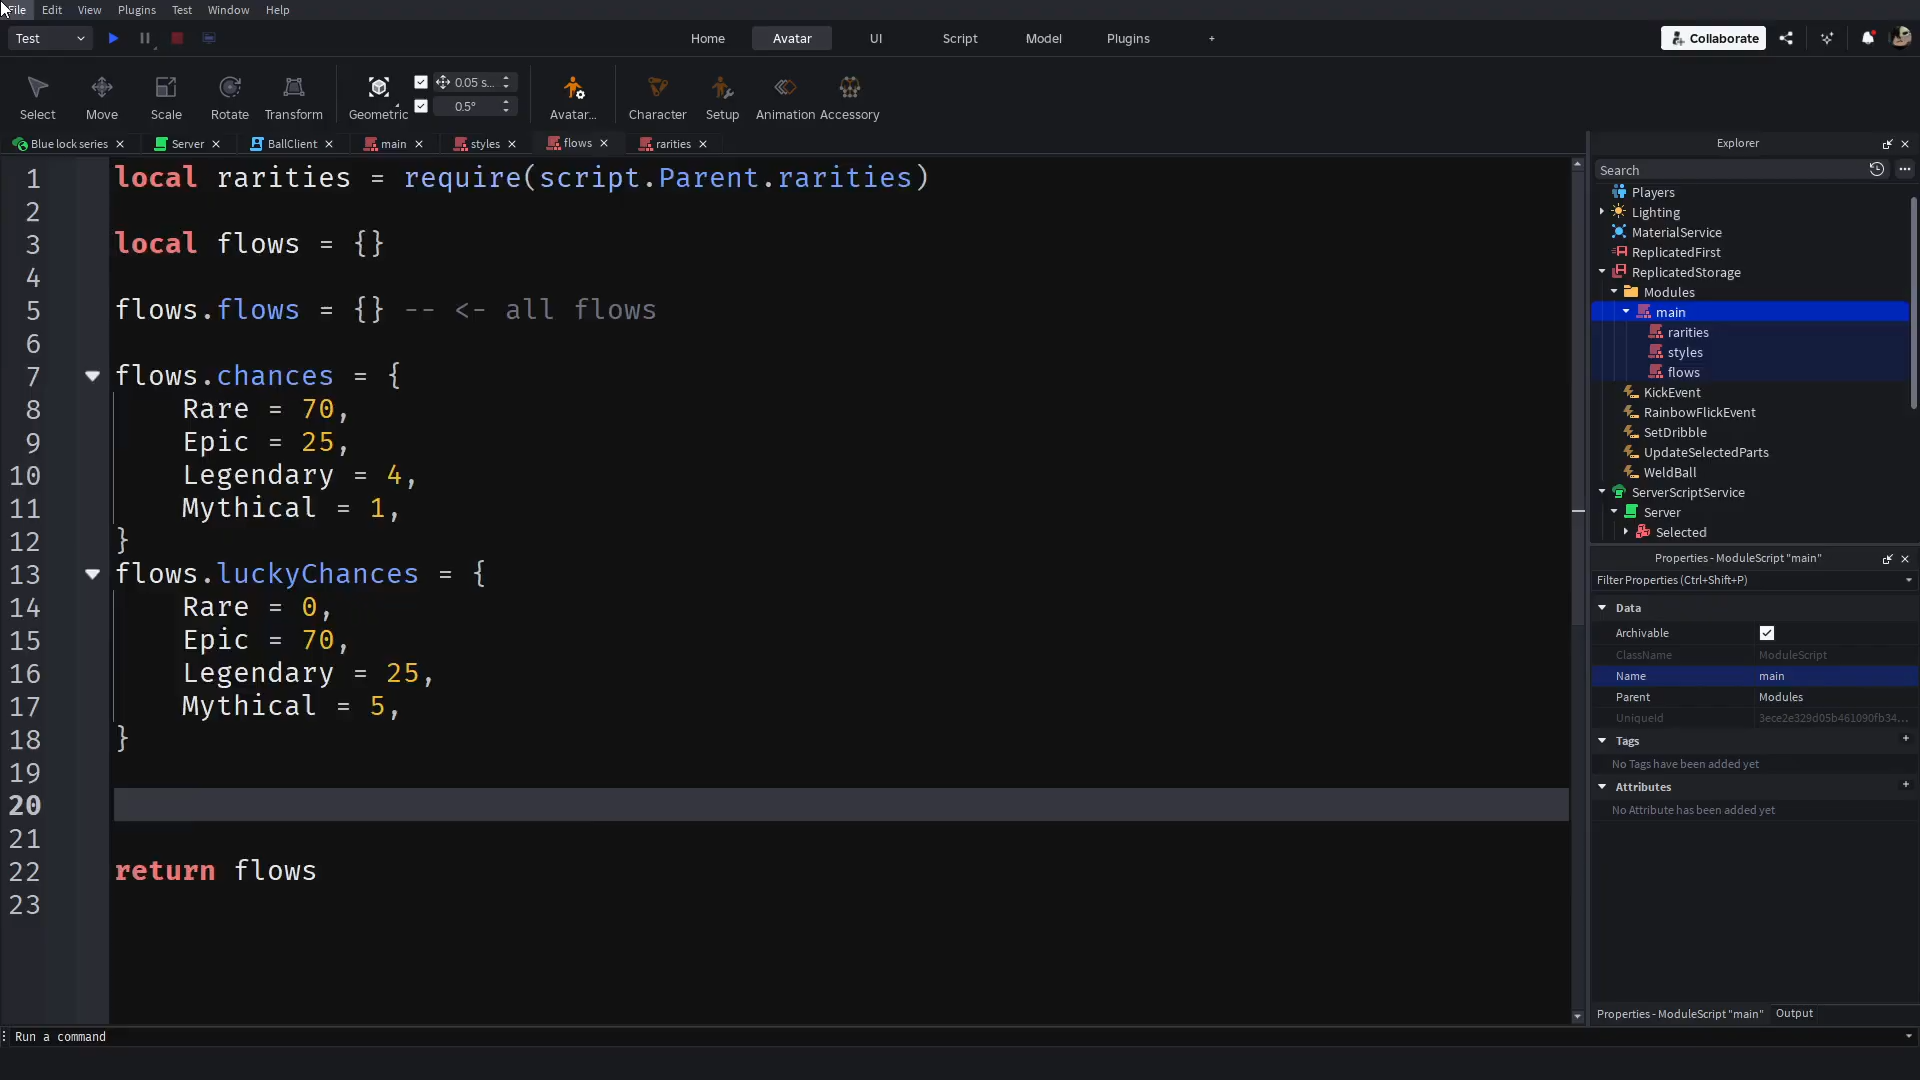 File Edit View Plugins Test Window Help
Test Home Avatar UI Script Model Plugins + Collaborate
Select Move Scale Rotate Transform Geometric 0.05 s... 0.5° Avatar... Character Setup Animation Accessory
Blue lock series Server BallClient main styles flows rarities
1 local rarities = require(script.Parent.rarities)
2
3 local flows = {}
4
5 flows.flows = {} -- <- all flows
6
7 flows.chances = {
8 Rare = 70,
9 Epic = 25,
10 Legendary = 4,
11 Mythical = 1,
12 }
13 flows.luckyChances = {
14 Rare = 0,
15 Epic = 70,
16 Legendary = 25,
17 Mythical = 5,
18 }
19
20
21
22 return flows
23
Run a command
Explorer
Search
Players
Lighting
MaterialService
ReplicatedFirst
ReplicatedStorage
Modules
main
rarities
styles
flows
KickEvent
RainbowFlickEvent
SetDribble
UpdateSelectedParts
WeldBall
ServerScriptService
Server
Selected
Properties - ModuleScript "main"
Filter Properties (Ctrl+Shift+P)
Data
Archivable
ClassName ModuleScript
Name main
Parent Modules
UniqueId 3ece2e329d05b461090fb34...
Tags +
No Tags have been added yet
Attributes +
No Attribute has been added yet
Properties - ModuleScript "main" Output